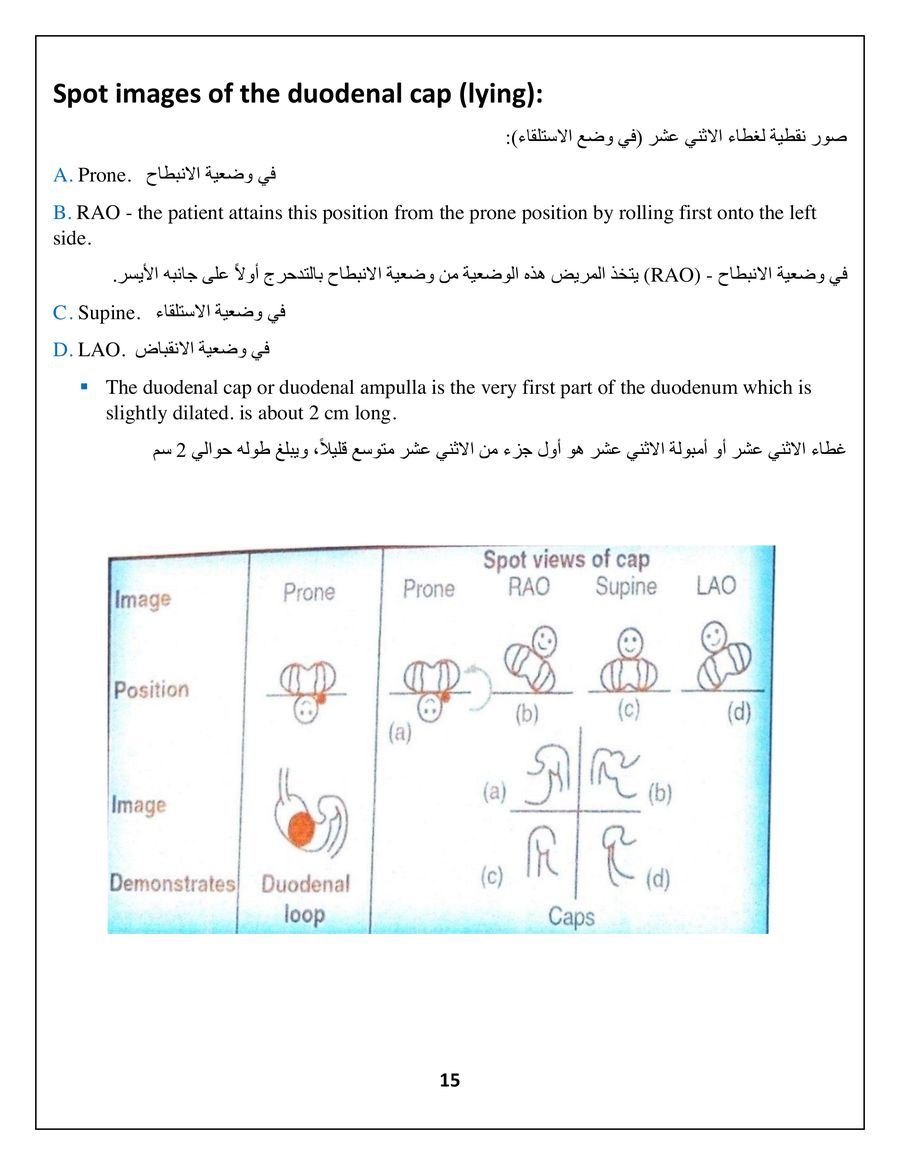 Spot images of the duodenal cap (lying):
صور نقطية لغطاء الاثني عشر (في وضع الاستلقاء):
A. Prone. في وضعية الانبطاح
B. RAO - the patient attains this position from the prone position by rolling first onto the left
side.
في وضعية الانبطاح - (RAO) يتخذ المريض هذه الوضعية من وضعية الانبطاح بالتدحرج أولاً على جانبه الأيسر.
C. Supine. في وضعية الاستلقاء
D. LAO. في وضعية الانقباض
▪ The duodenal cap or duodenal ampulla is the very first part of the duodenum which is
slightly dilated. is about 2 cm long.
غطاء الاثني عشر أو أمبولة الاثني عشر هو أول جزء من الاثني عشر متوسع قليلاً، ويبلغ طوله حوالي 2 سم
Spot views of cap
Image Prone Prone RAO Supine LAO
Position
(a) (b) (c) (d)
Image
(a) (b)
(c) (d)
Demonstrates Duodenal
loop
Caps
15